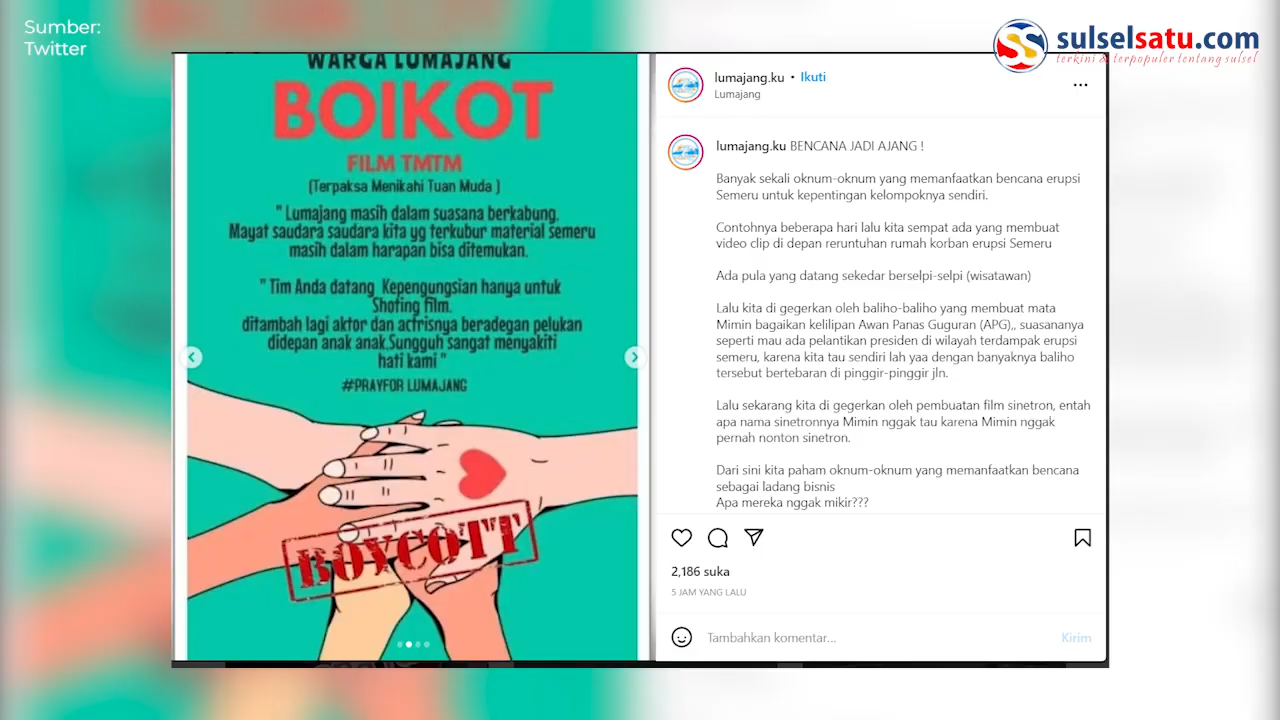 Sumber:
Twitter
sulselsatu.com
terkini & terpopuler tentang sulsel
WARGA LUMAJANG
BOIKOT
FILM TMTM
(Terpaksa Menikahi Tuan Muda )
" Lumajang masih dalam suasana berkabung.
Mayat saudara saudara kita yg terkubur material semeru
masih dalam harapan bisa ditemukan.
" Tim Anda datang Kepengungsian hanya untuk
Shoting film.
ditambah lagi aktor dan actrisnya beradegan pelukan
didepan anak anak,Sungguh sangat menyakiti
hati kami "
#PRAYFOR LUMAJANG
BOYCOTT
lumajang.ku • Ikuti
Lumajang
lumajang.ku BENCANA JADI AJANG !
Banyak sekali oknum-oknum yang memanfaatkan bencana erupsi
Semeru untuk kepentingan kelompoknya sendiri.
Contohnya beberapa hari lalu kita sempat ada yang membuat
video clip di depan reruntuhan rumah korban erupsi Semeru
Ada pula yang datang sekedar berselpi-selpi (wisatawan)
Lalu kita di gegerkan oleh baliho-baliho yang membuat mata
Mimin bagaikan kelilipan Awan Panas Guguran (APG),, suasananya
seperti mau ada pelantikan presiden di wilayah terdampak erupsi
semeru, karena kita tau sendiri lah yaa dengan banyaknya baliho
tersebut bertebaran di pinggir-pinggir jln.
Lalu sekarang kita di gegerkan oleh pembuatan film sinetron, entah
apa nama sinetronnya Mimin nggak tau karena Mimin nggak
pernah nonton sinetron.
Dari sini kita paham oknum-oknum yang memanfaatkan bencana
sebagai ladang bisnis
Apa mereka nggak mikir???
2,186 suka
5 JAM YANG LALU
Tambahkan komentar...
Kirim